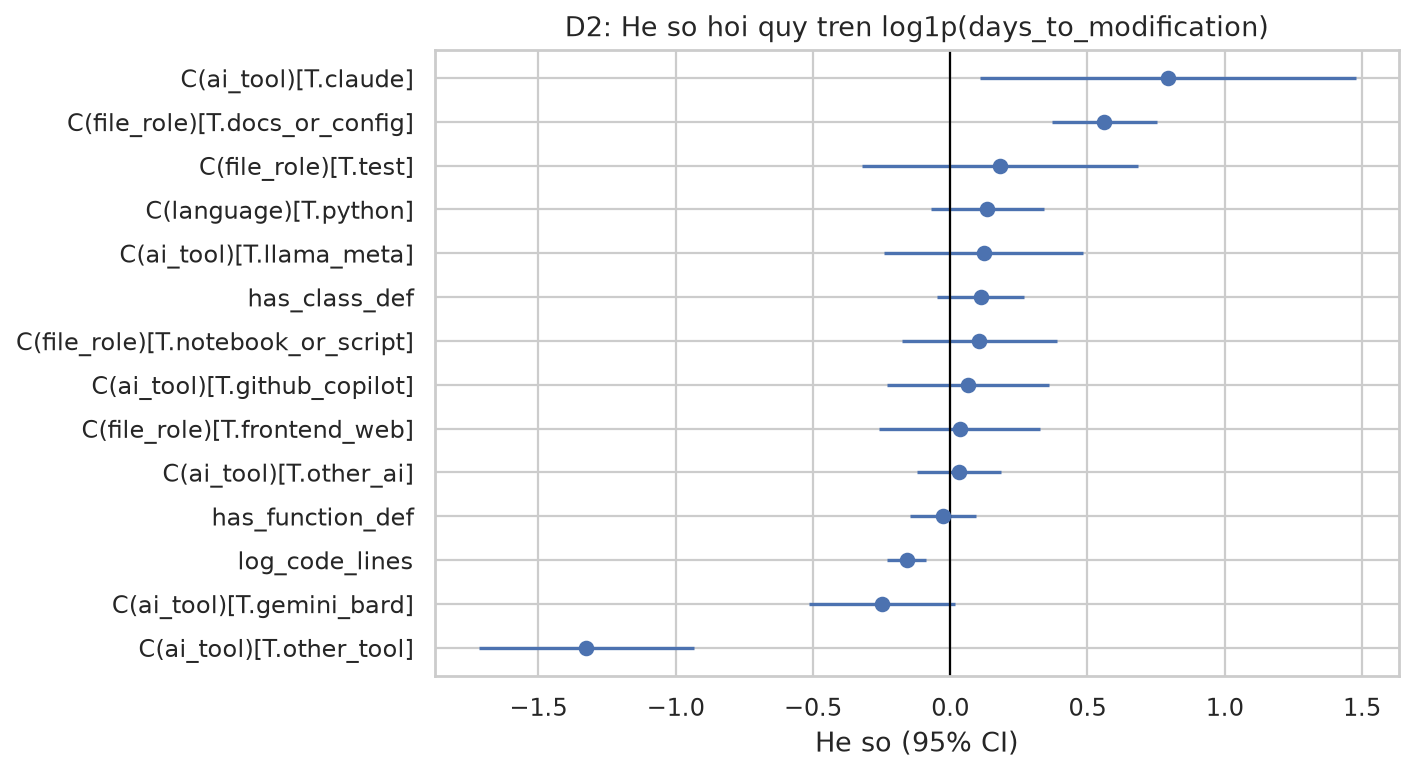 D2: He so hoi quy tren log1p(days_to_modification)
C(ai_tool)[T.claude]
C(file_role)[T.docs_or_config]
C(file_role)[T.test]
C(language)[T.python]
C(ai_tool)[T.llama_meta]
has_class_def
C(file_role)[T.notebook_or_script]
C(ai_tool)[T.github_copilot]
C(file_role)[T.frontend_web]
C(ai_tool)[T.other_ai]
has_function_def
log_code_lines
C(ai_tool)[T.gemini_bard]
C(ai_tool)[T.other_tool]
−1.5 −1.0 −0.5 0.0 0.5 1.0 1.5
He so (95% CI)